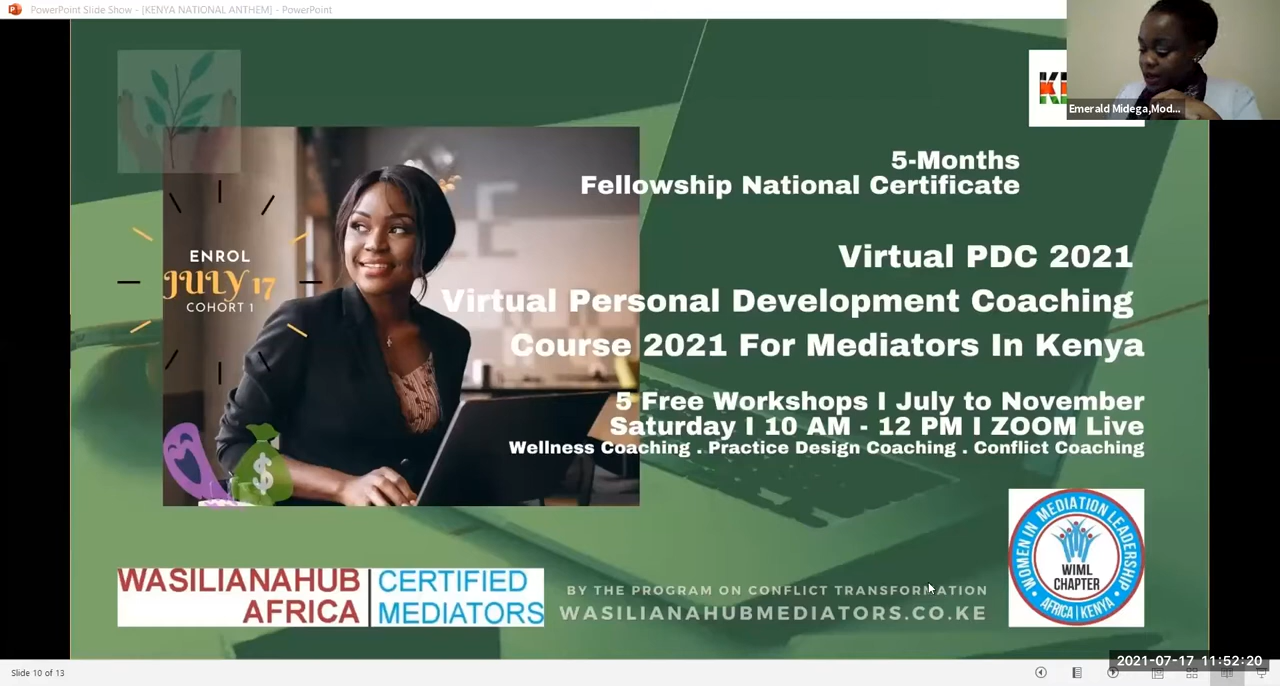 PowerPoint Slide Show - [KENYA NATIONAL ANTHEM] - PowerPoint
Emerald Midega,Mod...
5-Months
Fellowship National Certificate
ENROL
JULY 17
COHORT 1
Virtual PDC 2021
Virtual Personal Development Coaching
Course 2021 For Mediators In Kenya
5 Free Workshops I July to November
Saturday I 10 AM - 12 PM I ZOOM Live
Wellness Coaching . Practice Design Coaching . Conflict Coaching
$
WASILIANAHUB
AFRICA
CERTIFIED
MEDIATORS
BY THE PROGRAM ON CONFLICT TRANSFORMATION
WASILIANAHUBMEDIATORS.CO.KE
WOMEN IN MEDIATION LEADERSHIP
WIML
CHAPTER
AFRICA | KENYA
2021-07-17 11:52:20
Slide 10 of 13